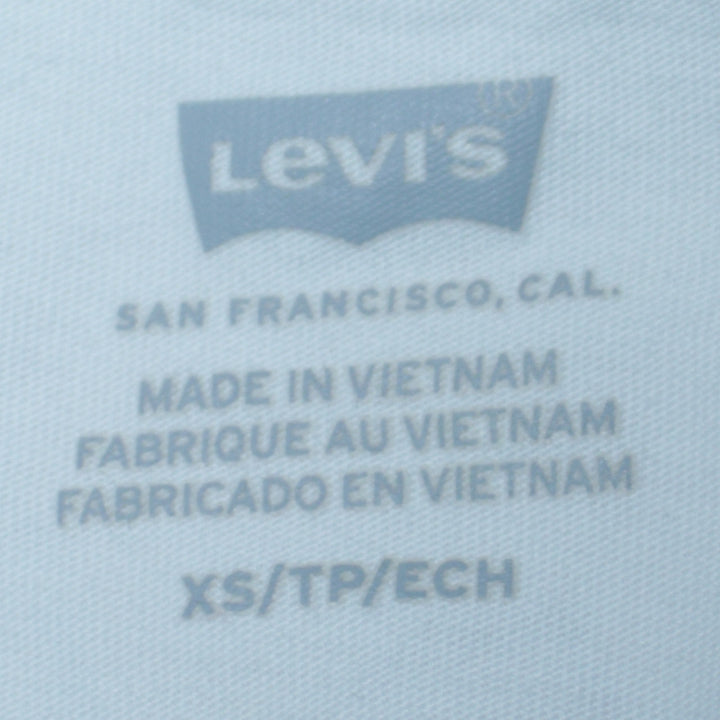 Levi's®
SAN FRANCISCO, CAL.
MADE IN VIETNAM
FABRIQUE AU VIETNAM
FABRICADO EN VIETNAM
XS/TP/ECH